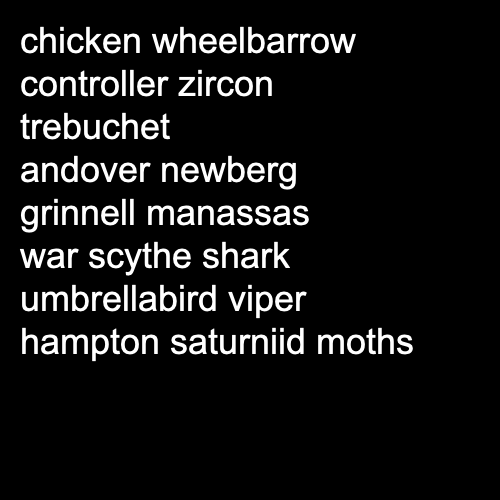 chicken wheelbarrow
controller zircon
trebuchet
andover newberg
grinnell manassas
war scythe shark
umbrellabird viper
hampton saturniid moths